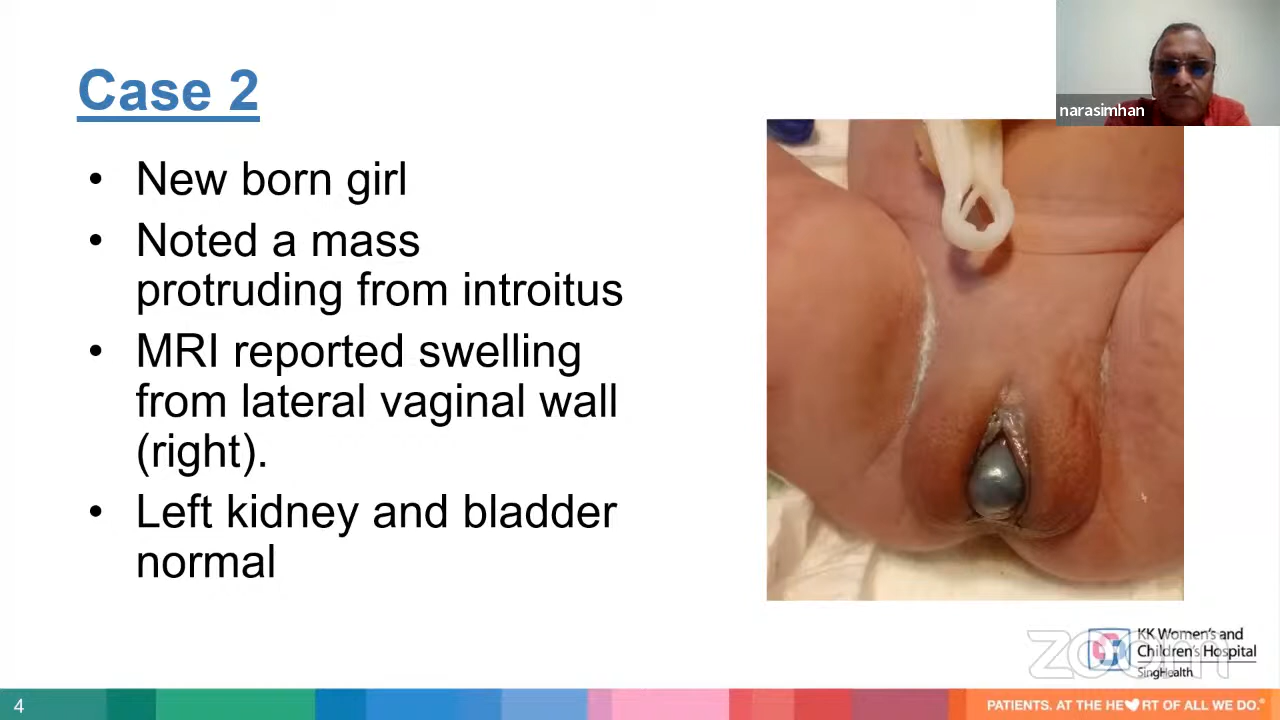 Case 2
narasimhan
• New born girl
• Noted a mass
protruding from introitus
• MRI reported swelling
from lateral vaginal wall
(right).
• Left kidney and bladder
normal
zoom
KK Women's and
Children's Hospital
SingHealth
4
PATIENTS. AT THE HE♥RT OF ALL WE DO.®